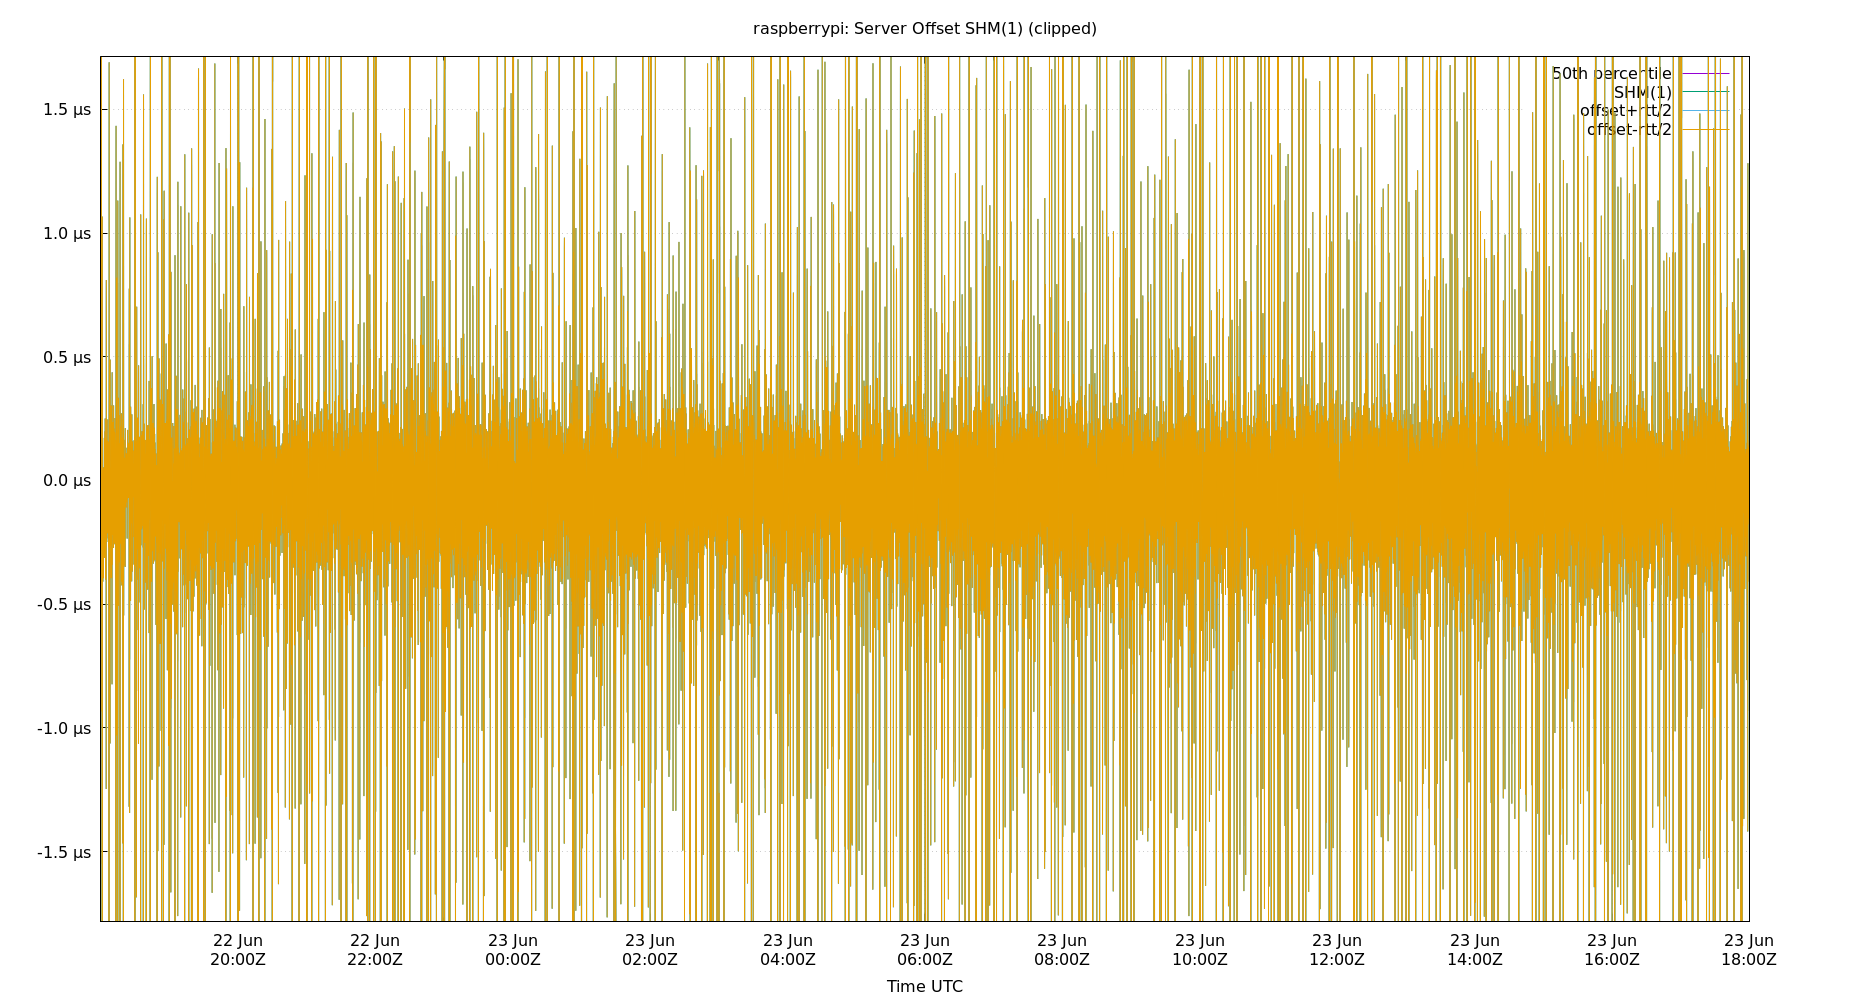 raspberrypi: Server Offset SHM(1) (clipped)
50th percentile
SHM(1)
offset+rtt/2
offset-rtt/2
1.5 µs
1.0 µs
0.5 µs
0.0 µs
-0.5 µs
-1.0 µs
-1.5 µs
22 Jun 22 Jun 23 Jun 23 Jun 23 Jun 23 Jun 23 Jun 23 Jun 23 Jun 23 Jun 23 Jun 23 Jun
20:00Z 22:00Z 00:00Z 02:00Z 04:00Z 06:00Z 08:00Z 10:00Z 12:00Z 14:00Z 16:00Z 18:00Z
Time UTC